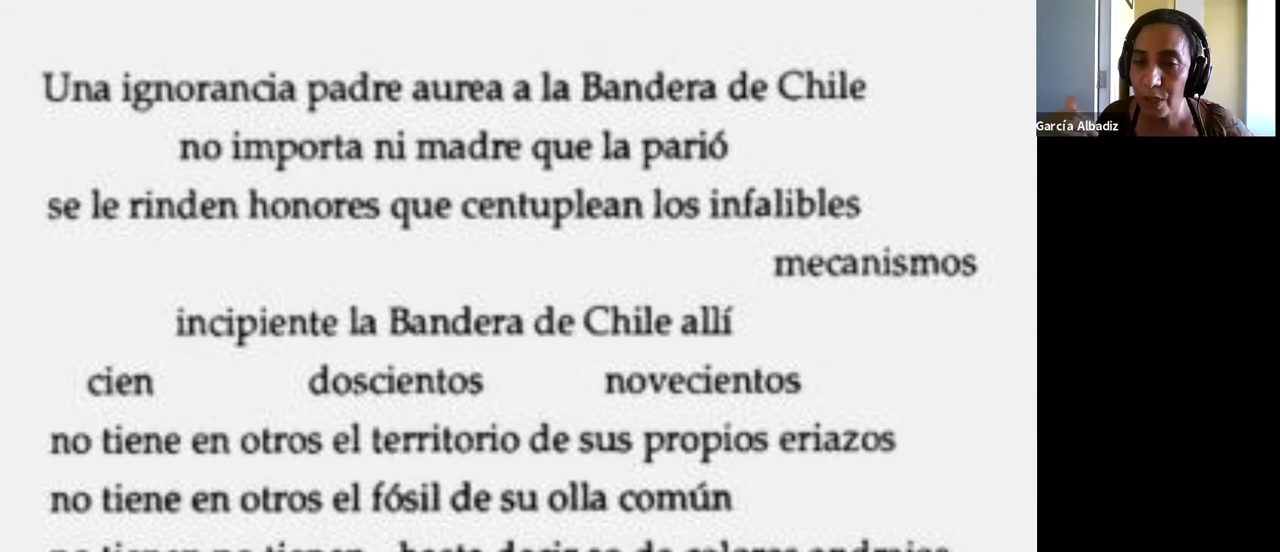 Una ignorancia padre aurea a la Bandera de Chile
no importa ni madre que la parió
se le rinden honores que centuplean los infalibles
mecanismos
incipiente la Bandera de Chile allí
cien doscientos novecientos
no tiene en otros el territorio de sus propios eriazos
no tiene en otros el fósil de su olla común
García Albadiz